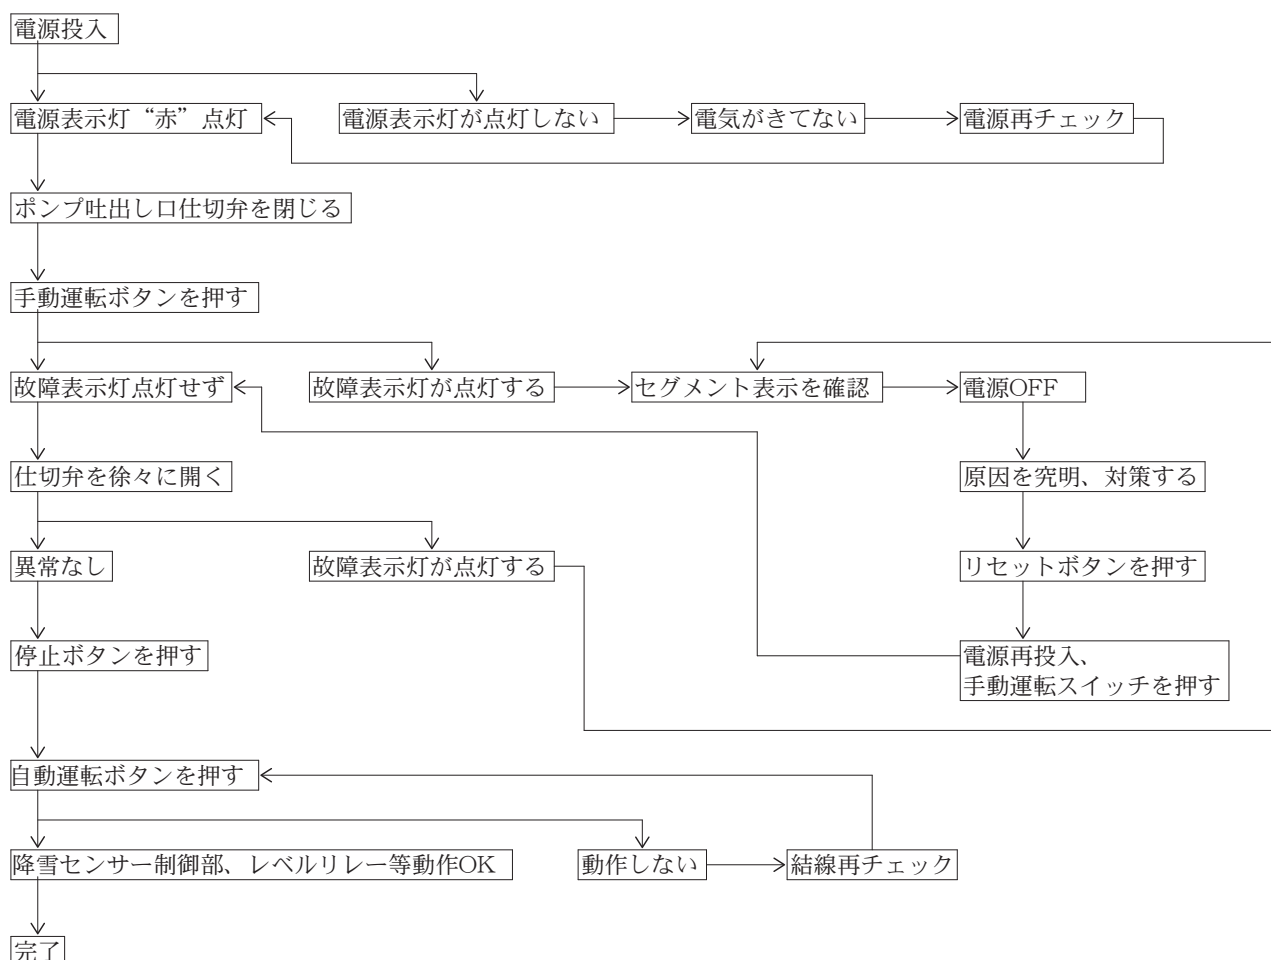 電源投入
電源表示灯“赤”点灯
電源表示灯が点灯しない
電気がきてない
電源再チェック
ポンプ吐出し口仕切弁を閉じる
手動運転ボタンを押す
故障表示灯点灯せず
故障表示灯が点灯する
セグメント表示を確認
電源OFF
仕切弁を徐々に開く
原因を究明、対策する
異常なし
故障表示灯が点灯する
リセットボタンを押す
停止ボタンを押す
電源再投入、
手動運転スイッチを押す
自動運転ボタンを押す
降雪センサー制御部、レベルリレー等動作OK
動作しない
結線再チェック
完了